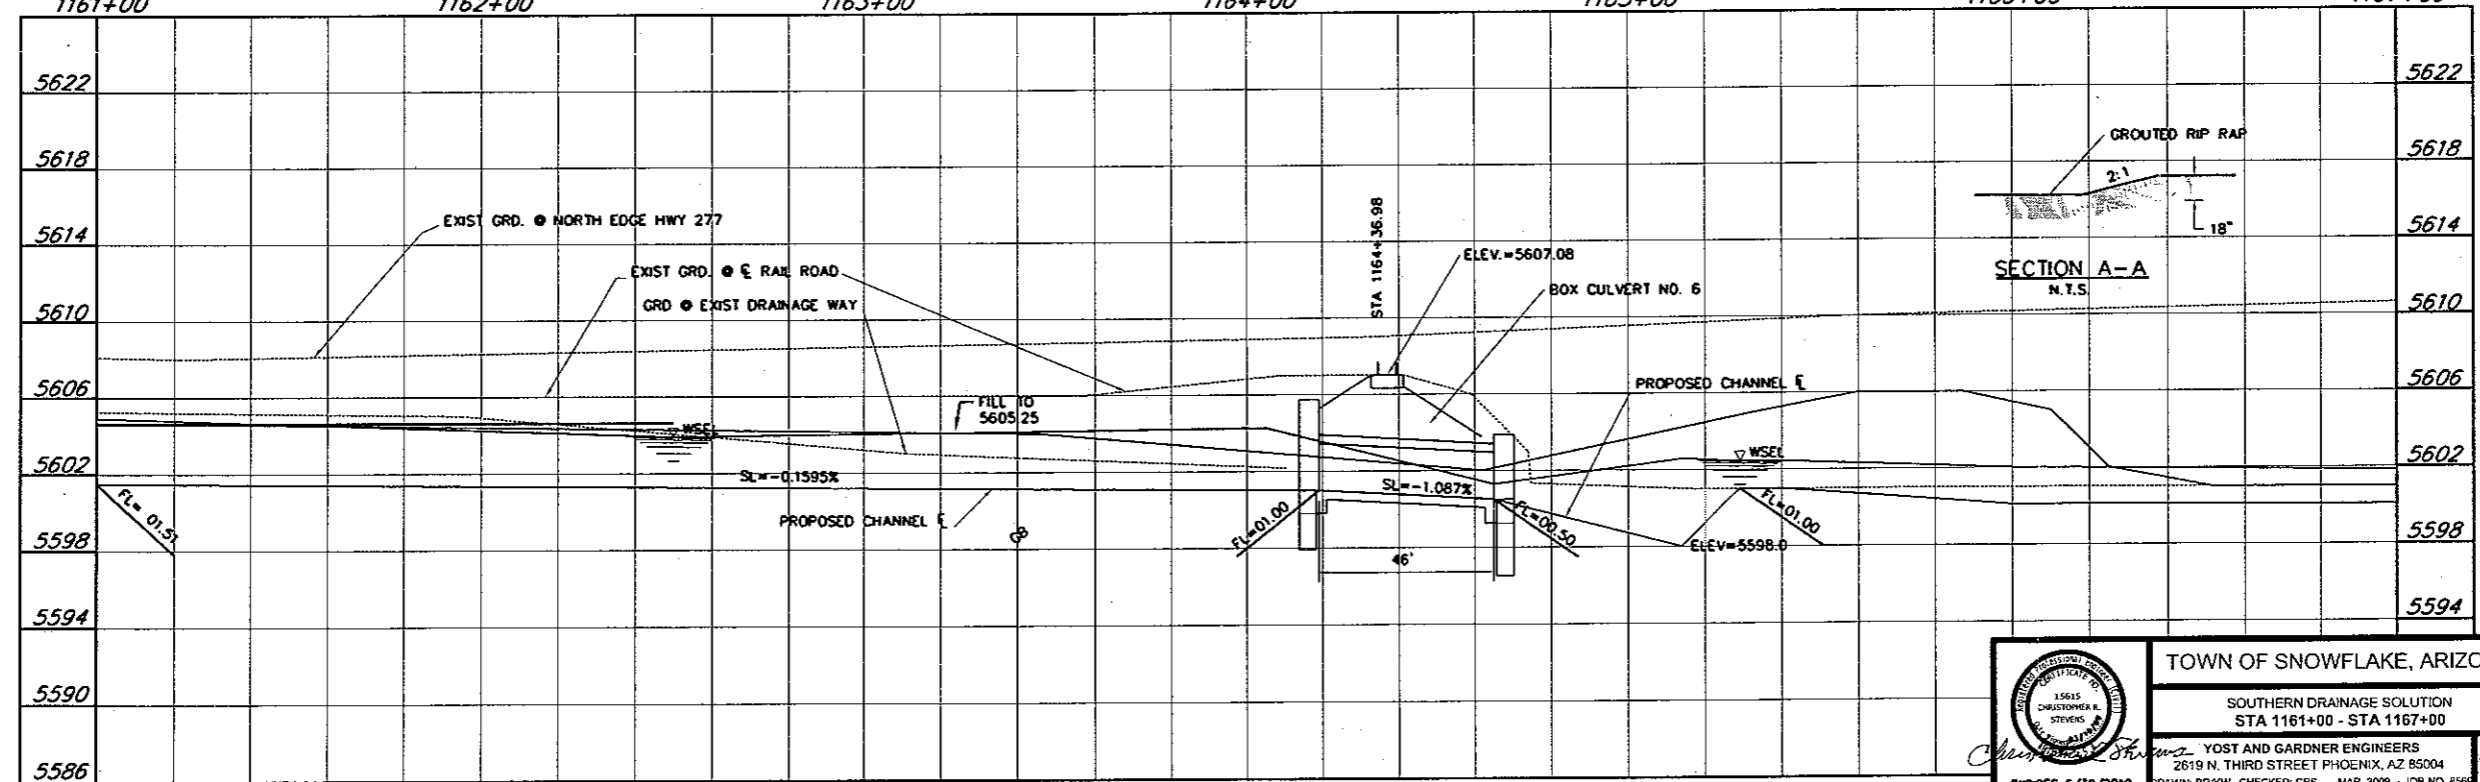 1161+00 1162+00 1163+00 1164+00
5622 5622
5618 5618
5614 5614
5610 5610
5606 5606
5602 5602
5598 5598
5594 5594
5590
5586
EXIST GRD. @ NORTH EDGE HWY 277
EXIST GRD. @ ℄ RAIL ROAD
GRD @ EXIST DRAINAGE WAY
FILL TO
5605.25
WSEL
SL=-0.1595%
PROPOSED CHANNEL ℄
FL= 01.51
GB
STA 1164+36.98
ELEV.=5607.08
BOX CULVERT NO. 6
PROPOSED CHANNEL ℄
SL=-1.087%
FL=01.00
FL=00.50
46'
WSEL
FL=01.00
ELEV=5598.0
GROUTED RIP RAP
2:1
18"
SECTION A-A
N.T.S.
TOWN OF SNOWFLAKE, ARIZO
SOUTHERN DRAINAGE SOLUTION
STA 1161+00 - STA 1167+00
YOST AND GARDNER ENGINEERS
2619 N. THIRD STREET PHOENIX, AZ 85004
15615
CHRISTOPHER R.
STEVENS